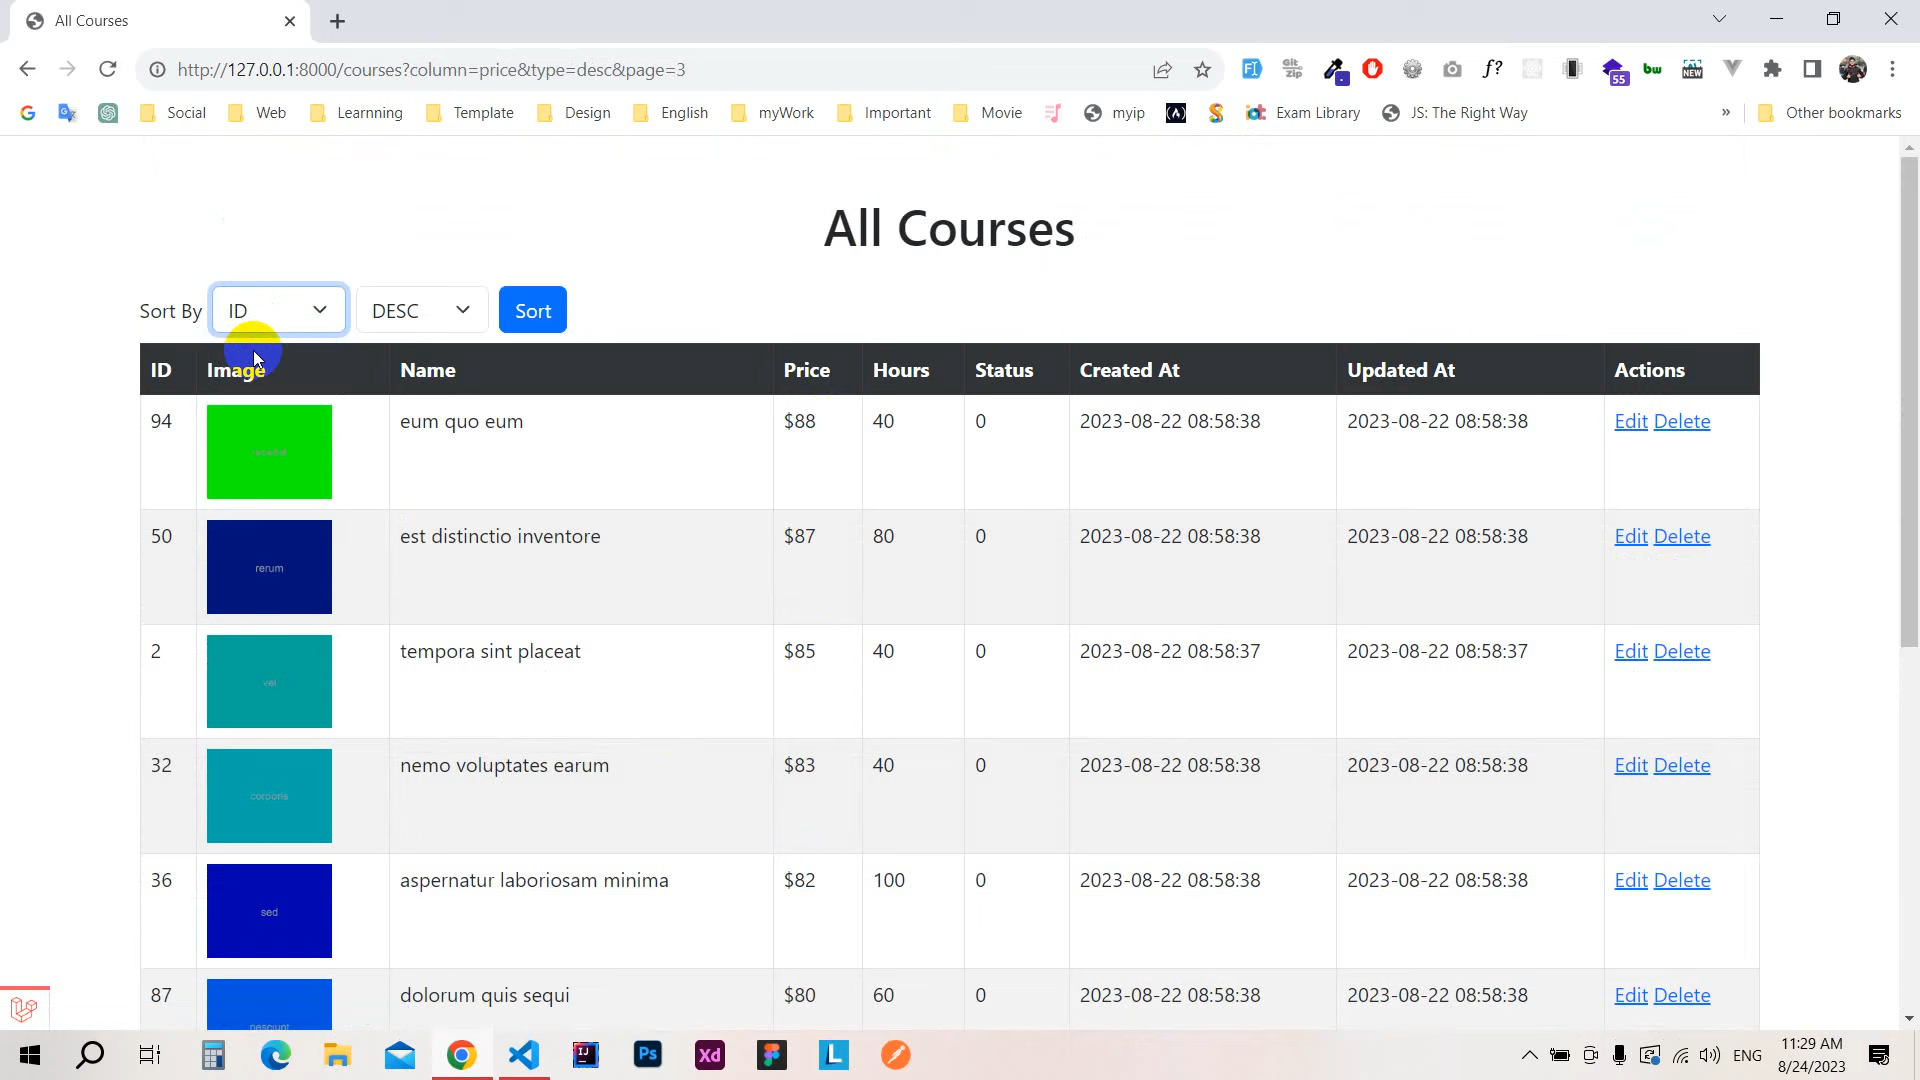 All Courses
http://127.0.0.1:8000/courses?column=price&type=desc&page=3
55
NEW
Social
Web
Learnning
Template
Design
English
myWork
Important
Movie
myip
Exam Library
JS: The Right Way
»
Other bookmarks
All Courses
Sort By ID DESC Sort
ID Image Name Price Hours Status Created At Updated At Actions
94 eum quo eum $88 40 0 2023-08-22 08:58:38 2023-08-22 08:58:38 Edit Delete
50 rerum est distinctio inventore $87 80 0 2023-08-22 08:58:38 2023-08-22 08:58:38 Edit Delete
2 vel tempora sint placeat $85 40 0 2023-08-22 08:58:37 2023-08-22 08:58:37 Edit Delete
32 corporis nemo voluptates earum $83 40 0 2023-08-22 08:58:38 2023-08-22 08:58:38 Edit Delete
36 sed aspernatur laboriosam minima $82 100 0 2023-08-22 08:58:38 2023-08-22 08:58:38 Edit Delete
87 nesciunt dolorum quis sequi $80 60 0 2023-08-22 08:58:38 2023-08-22 08:58:38 Edit Delete
IJ
Ps
Xd
L
ENG
11:29 AM
8/24/2023